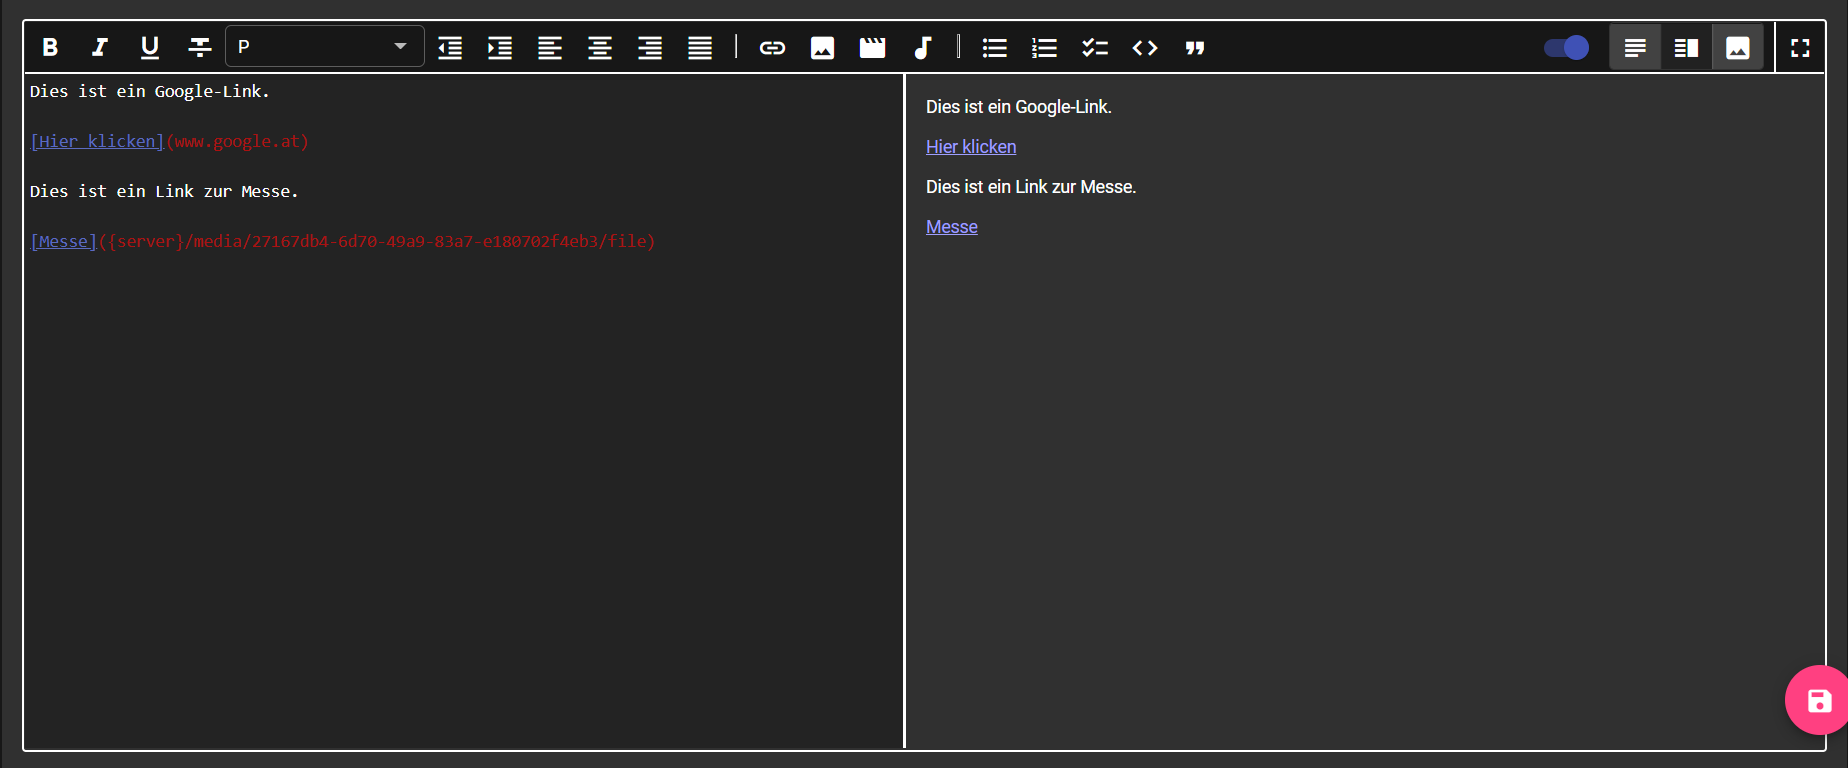 P
Dies ist ein Google-Link.
[Hier klicken](www.google.at)
Dies ist ein Link zur Messe.
[Messe]({server}/media/27167db4-6d70-49a9-83a7-e180702f4eb3/file)
Dies ist ein Google-Link.
Hier klicken
Dies ist ein Link zur Messe.
Messe